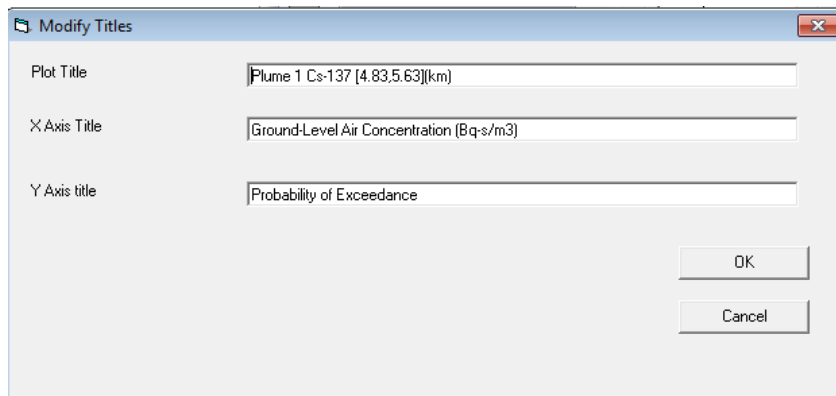 Modify Titles
Plot Title
Plume 1 Cs-137 [4.83,5.63](km)
X Axis Title
Ground-Level Air Concentration (Bq-s/m3)
Y Axis title
Probability of Exceedance
OK
Cancel